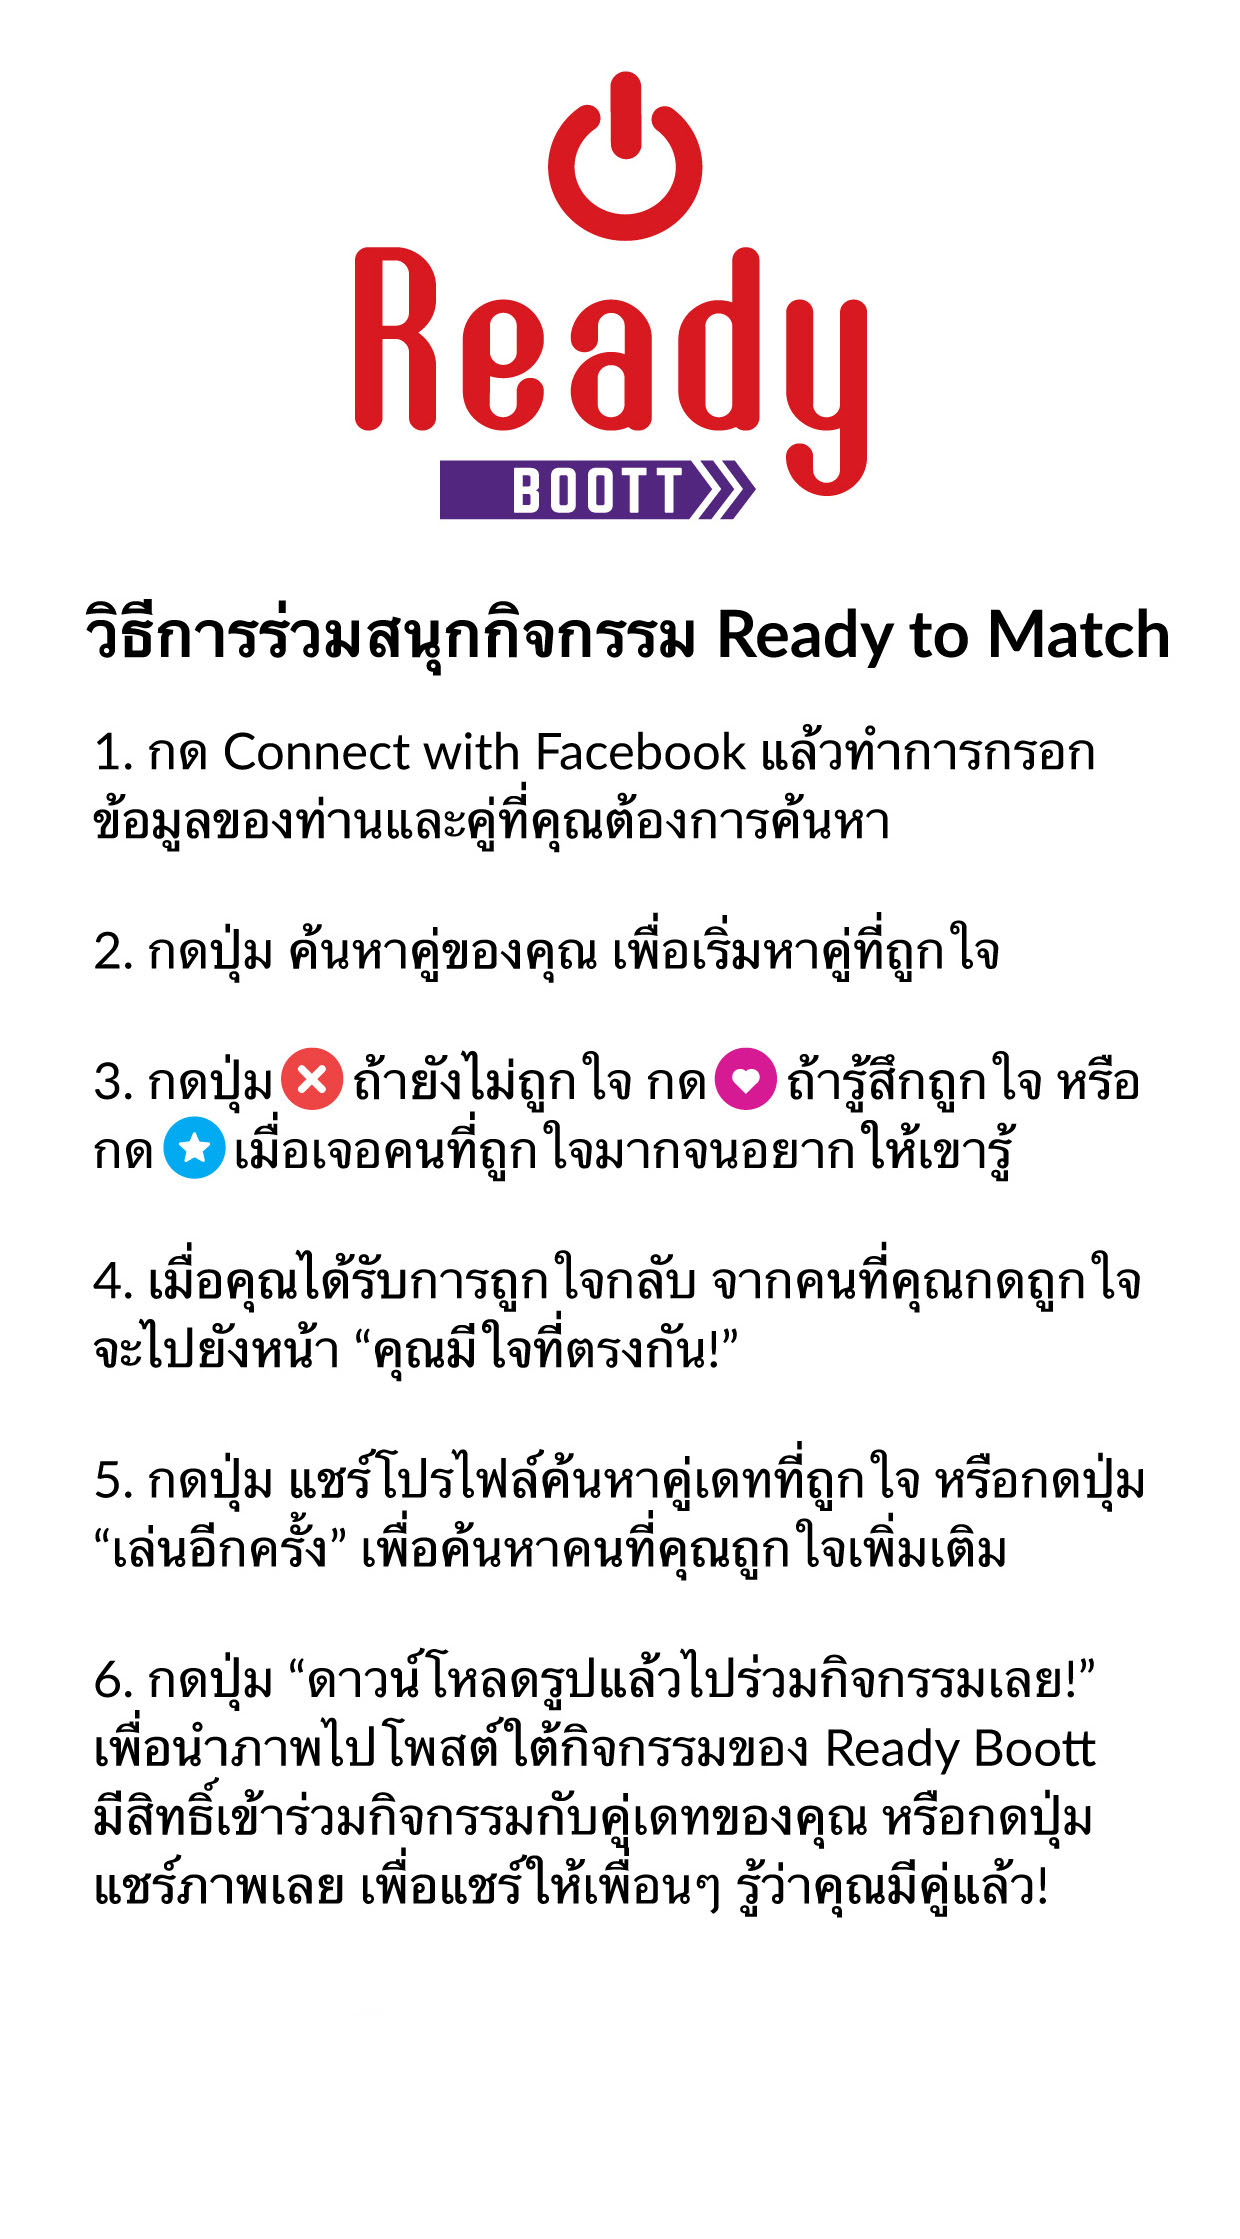 Ready
BOOTT
วิธีการร่วมสนุกกิจกรรม Ready to Match
1. กด Connect with Facebook แล้วทำการกรอก
ข้อมูลของท่านและคู่ที่คุณต้องการค้นหา
2. กดปุ่ม ค้นหาคู่ของคุณ เพื่อเริ่มหาคู่ที่ถูกใจ
3. กดปุ่ม ถ้ายังไม่ถูกใจ กด ถ้ารู้สึกถูกใจ หรือ
กด เมื่อเจอคนที่ถูกใจมากจนอยากให้เขารู้
4. เมื่อคุณได้รับการถูกใจกลับ จากคนที่คุณกดถูกใจ
จะไปยังหน้า “คุณมีใจที่ตรงกัน!”
5. กดปุ่ม แชร์โปรไฟล์ค้นหาคู่เดทที่ถูกใจ หรือกดปุ่ม
“เล่นอีกครั้ง” เพื่อค้นหาคนที่คุณถูกใจเพิ่มเติม
6. กดปุ่ม “ดาวน์โหลดรูปแล้วไปร่วมกิจกรรมเลย!”
เพื่อนำภาพไปโพสต์ใต้กิจกรรมของ Ready Boott
มีสิทธิ์เข้าร่วมกิจกรรมกับคู่เดทของคุณ หรือกดปุ่ม
แชร์ภาพเลย เพื่อแชร์ให้เพื่อนๆ รู้ว่าคุณมีคู่แล้ว!